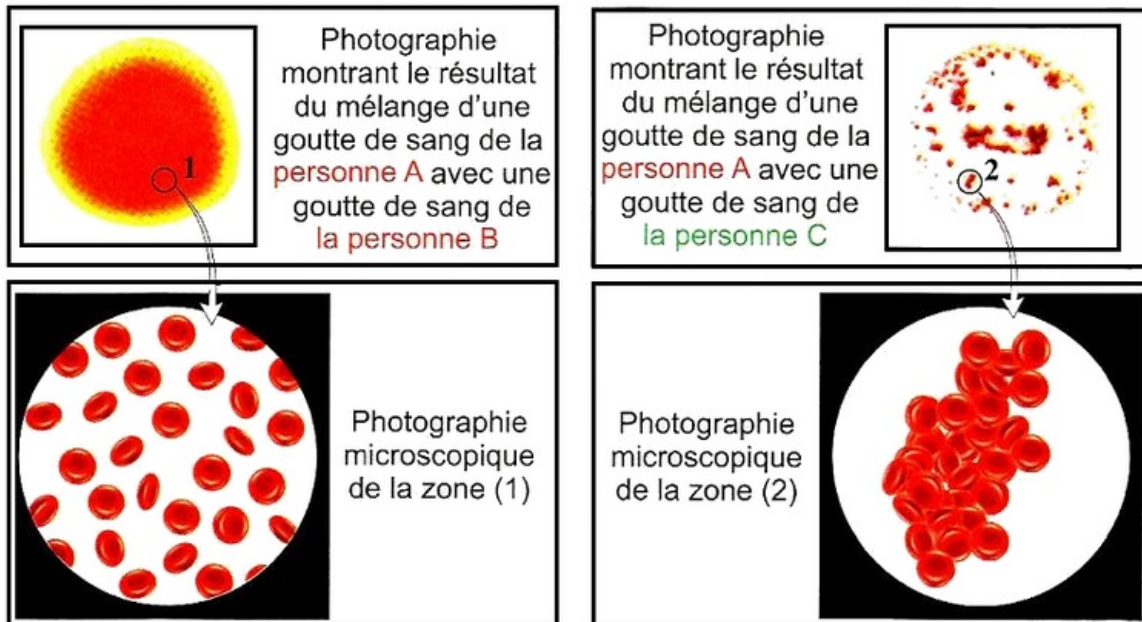 Photographie
montrant le résultat
du mélange d'une
goutte de sang de la
personne A avec une
goutte de sang de
la personne B
1
Photographie
montrant le résultat
du mélange d'une
goutte de sang de la
personne A avec une
goutte de sang de
la personne C
2
Photographie
microscopique
de la zone (1)
Photographie
microscopique
de la zone (2)